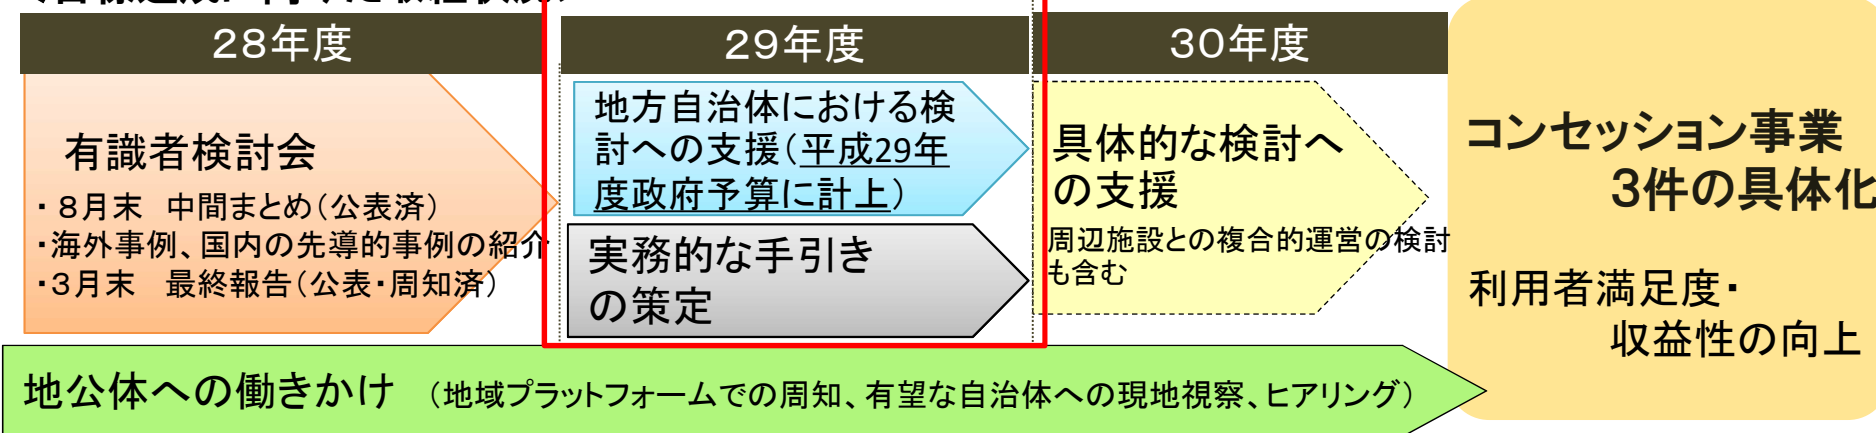 28年度
29年度
30年度
有識者検討会
・8月末　中間まとめ（公表済）
・海外事例、国内の先導的事例の紹介
・3月末　最終報告（公表・周知済）
地方自治体における検
討への支援（平成29年
度政府予算に計上）
実務的な手引き
の策定
具体的な検討へ
の支援
周辺施設との複合的運営の検討
も含む
コンセッション事業
3件の具体化
利用者満足度・
収益性の向上
地公体への働きかけ　（地域プラットフォームでの周知、有望な自治体への現地視察、ヒアリング）